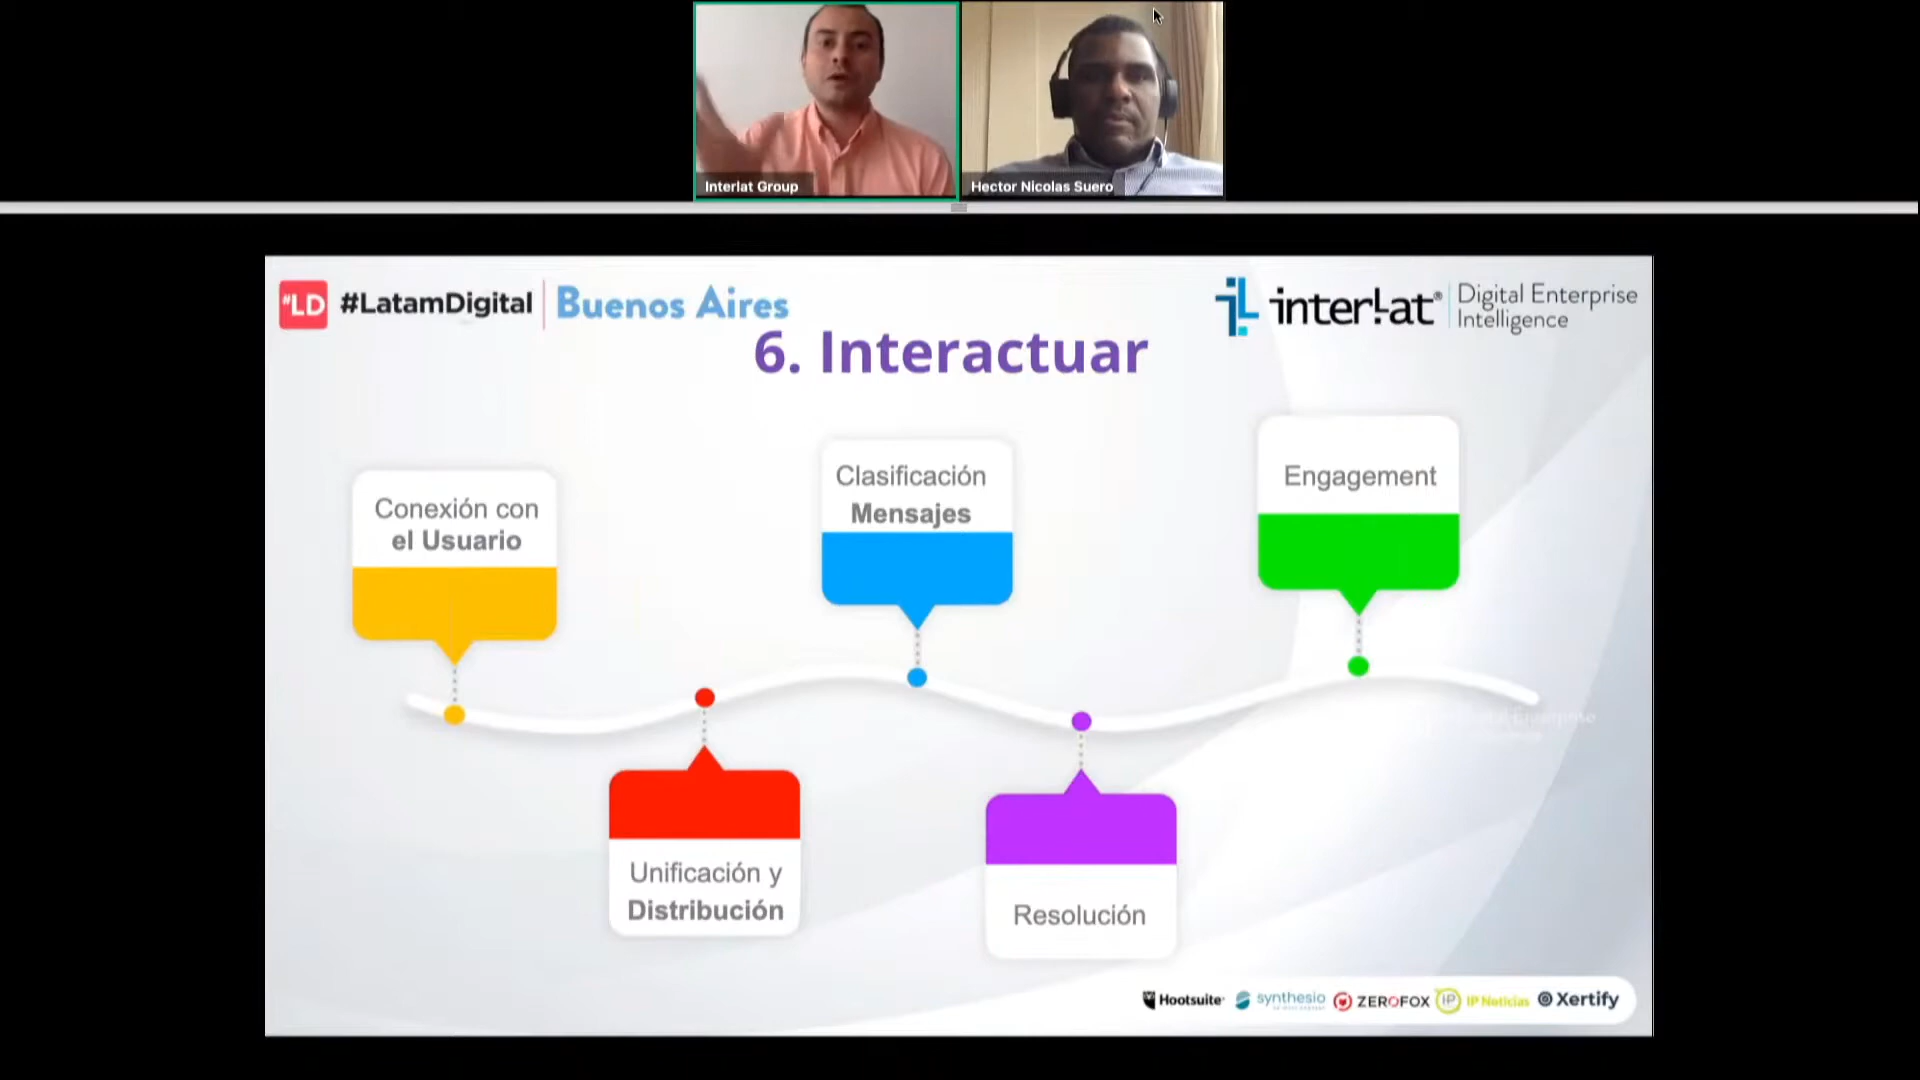 Interlat Group
Hector Nicolas Suero
"LD #LatamDigital Buenos Aires
interlat® Digital Enterprise
Intelligence
6. Interactuar
Conexión con
el Usuario
Clasificación
Mensajes
Engagement
Unificación y
Distribución
Resolución
Hootsuite synthesio ZEROFOX IP IP Noticias Xertify